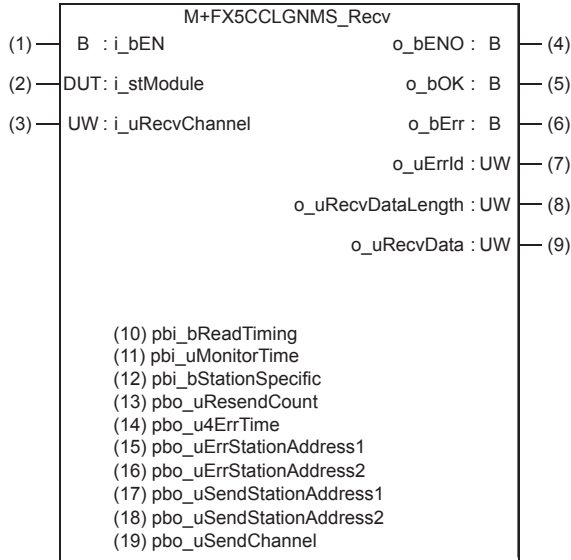 M+FX5CCLGNMS_Recv
(1) B : i_bEN o_bENO : B (4)
(2) DUT : i_stModule o_bOK : B (5)
(3) UW : i_uRecvChannel o_bErr : B (6)
o_uErrId : UW (7)
o_uRecvDataLength : UW (8)
o_uRecvData : UW (9)
(10) pbi_bReadTiming
(11) pbi_uMonitorTime
(12) pbi_bStationSpecific
(13) pbo_uResendCount
(14) pbo_u4ErrTime
(15) pbo_uErrStationAddress1
(16) pbo_uErrStationAddress2
(17) pbo_uSendStationAddress1
(18) pbo_uSendStationAddress2
(19) pbo_uSendChannel